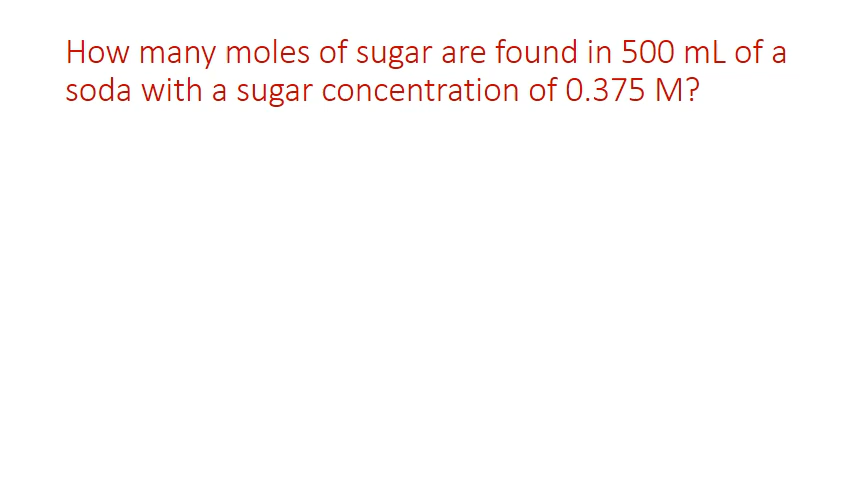 How many moles of sugar are found in 500 mL of a
soda with a sugar concentration of 0.375 M?